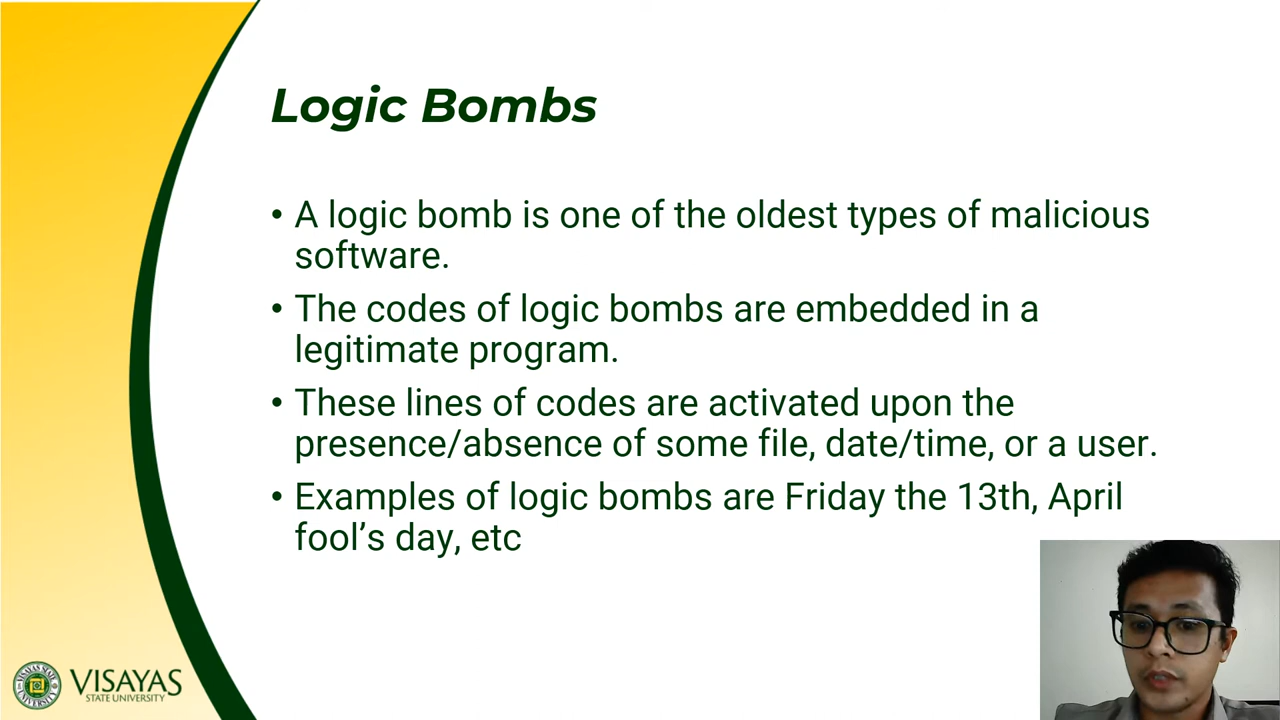 Logic Bombs
• A logic bomb is one of the oldest types of malicious
software.
• The codes of logic bombs are embedded in a
legitimate program.
• These lines of codes are activated upon the
presence/absence of some file, date/time, or a user.
• Examples of logic bombs are Friday the 13th, April
fool’s day, etc
VISAYAS
STATE UNIVERSITY